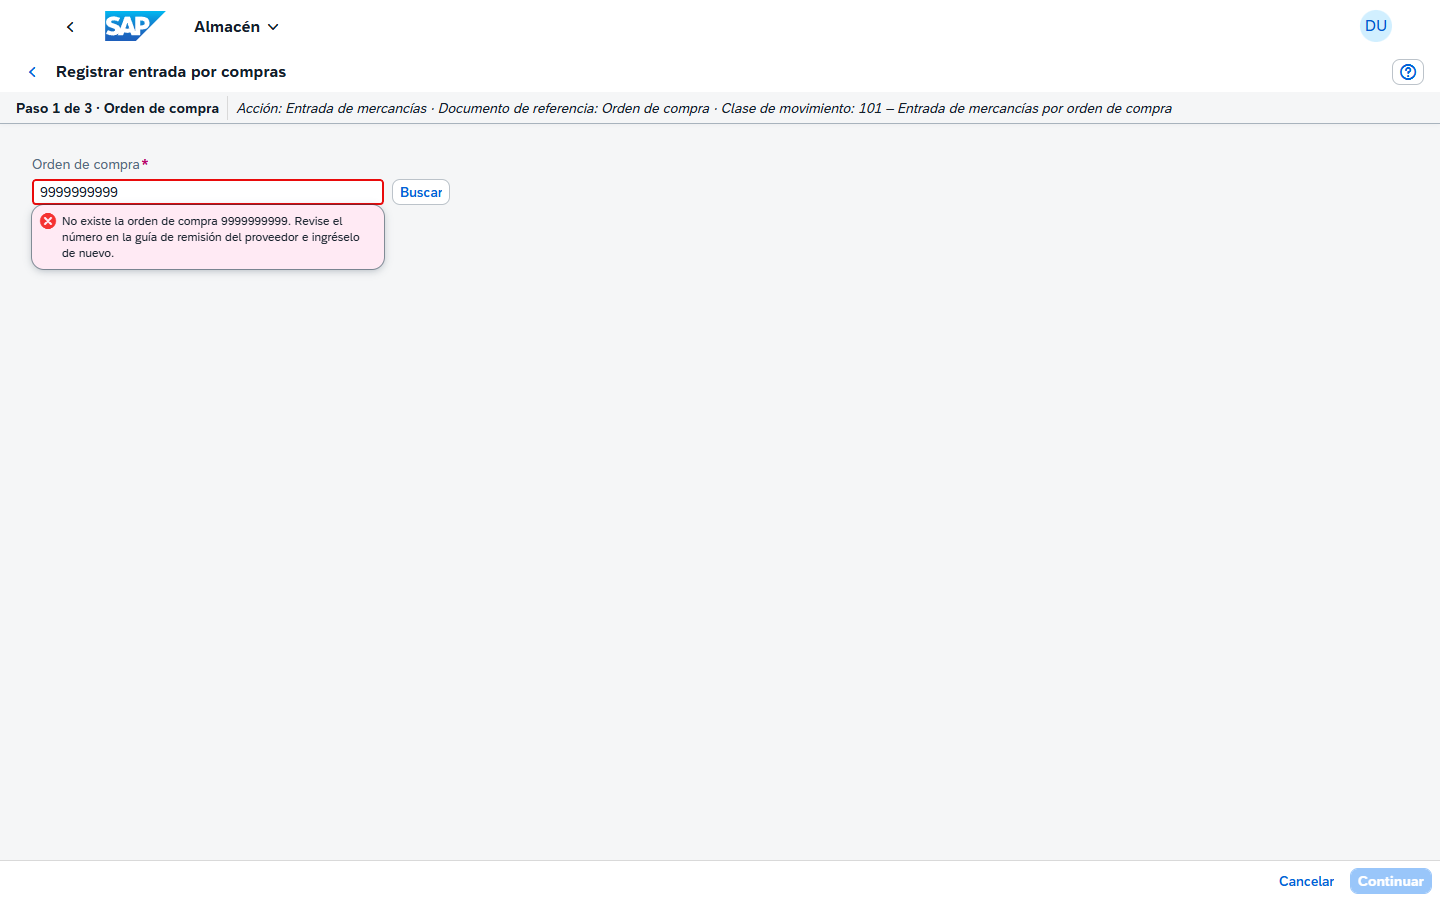 SAP
Almacén
DU
Registrar entrada por compras
Paso 1 de 3 · Orden de compra
Acción: Entrada de mercancías · Documento de referencia: Orden de compra · Clase de movimiento: 101 – Entrada de mercancías por orden de compra
Orden de compra*
9999999999
Buscar
No existe la orden de compra 9999999999. Revise el
número en la guía de remisión del proveedor e ingréselo
de nuevo.
Cancelar
Continuar